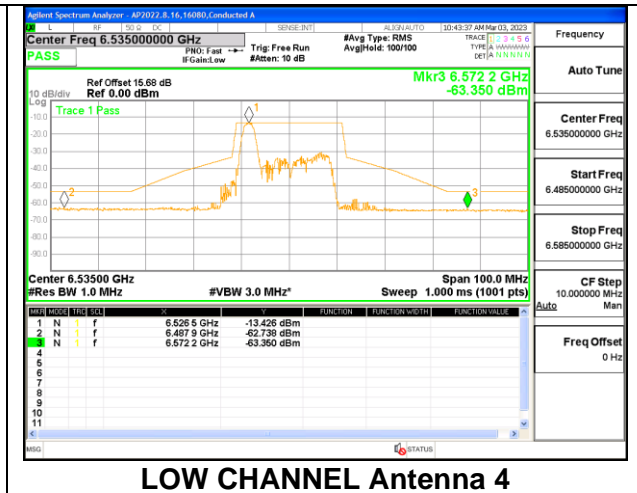 Agilent Spectrum Analyzer - AP2022.8.16,16080,Conducted A
L RF 50 Ω DC SENSE:INT ALIGNAUTO 10:43:37 AM Mar 03, 2023
Center Freq 6.535000000 GHz
PASS
PNO: Fast
IFGain:Low
Trig: Free Run
#Atten: 10 dB
#Avg Type: RMS
Avg|Hold: 100/100
TRACE 1 2 3 4 5 6
TYPE A WWWWW
DET A N N N N N
Ref Offset 15.68 dB
10 dB/div Ref 0.00 dBm
Log
Mkr3 6.572 2 GHz
-63.350 dBm
Trace 1 Pass
-10.0
-20.0
-30.0
-40.0
-50.0
-60.0
-70.0
-80.0
-90.0
1
2
3
Center 6.53500 GHz Span 100.0 MHz
#Res BW 1.0 MHz #VBW 3.0 MHz* Sweep 1.000 ms (1001 pts)
MKR MODE TRC SCL X Y FUNCTION FUNCTION WIDTH FUNCTION VALUE
1 N 1 f 6.526 5 GHz -13.426 dBm
2 N 1 f 6.487 9 GHz -62.738 dBm
3 N 1 f 6.572 2 GHz -63.350 dBm
4
5
6
7
8
9
10
11
MSG STATUS
Frequency
Auto Tune
Center Freq
6.535000000 GHz
Start Freq
6.485000000 GHz
Stop Freq
6.585000000 GHz
CF Step
10.000000 MHz
Auto Man
Freq Offset
0 Hz
LOW CHANNEL Antenna 4